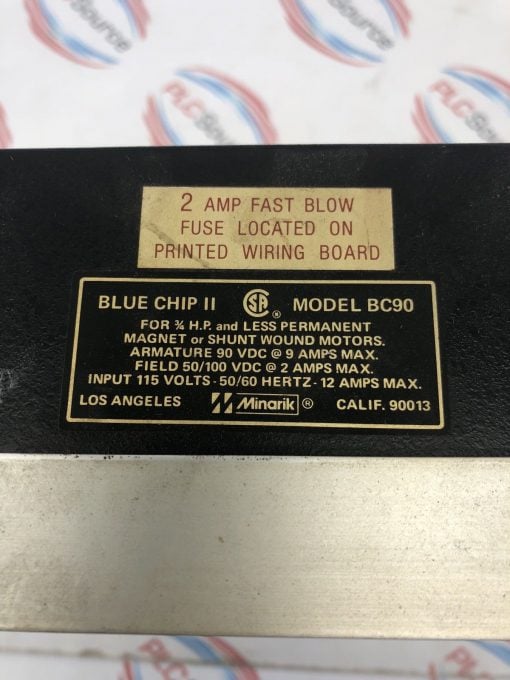 PLCSource
2 AMP FAST BLOW
FUSE LOCATED ON
PRINTED WIRING BOARD
BLUE CHIP II SA ® MODEL BC90
FOR ¾ H.P. and LESS PERMANENT
MAGNET or SHUNT WOUND MOTORS.
ARMATURE 90 VDC @ 9 AMPS MAX.
FIELD 50/100 VDC @ 2 AMPS MAX.
INPUT 115 VOLTS - 50/60 HERTZ - 12 AMPS MAX.
LOS ANGELES Minarik ® CALIF. 90013